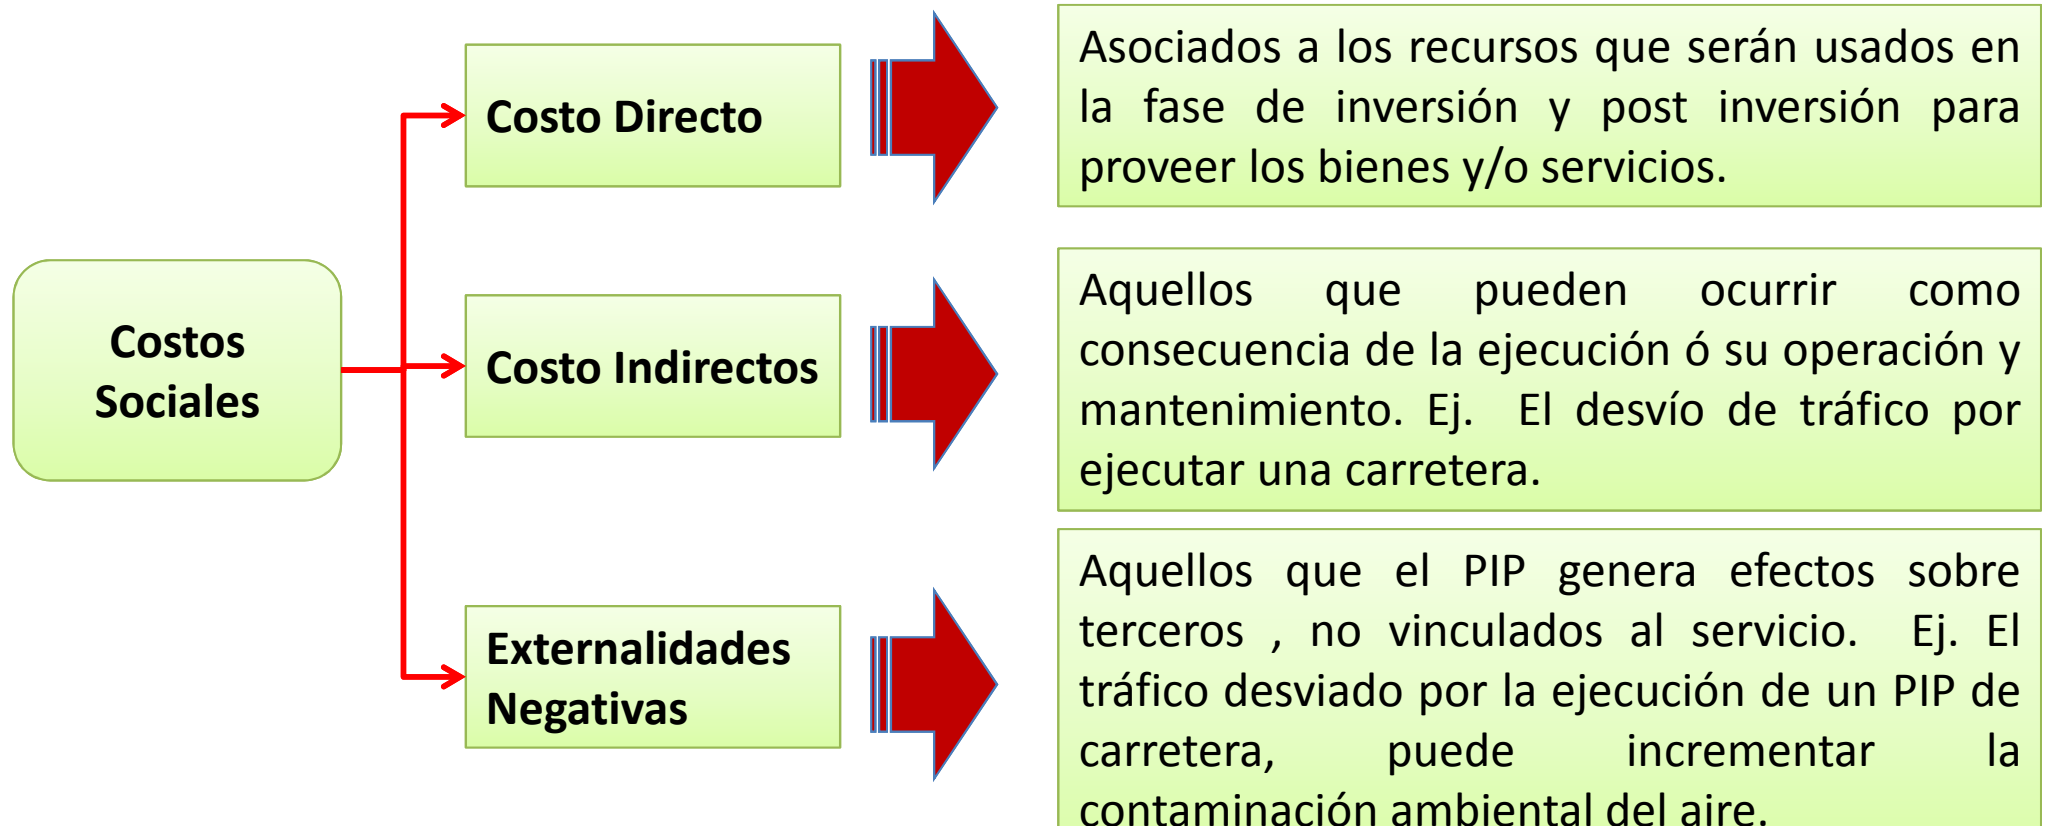 Costos
Sociales
Costo Directo
Asociados a los recursos que serán usados en
la fase de inversión y post inversión para
proveer los bienes y/o servicios.
Costo Indirectos
Aquellos que pueden ocurrir como
consecuencia de la ejecución ó su operación y
mantenimiento. Ej. El desvío de tráfico por
ejecutar una carretera.
Externalidades
Negativas
Aquellos que el PIP genera efectos sobre
terceros , no vinculados al servicio. Ej. El
tráfico desviado por la ejecución de un PIP de
carretera, puede incrementar la
contaminación ambiental del aire.